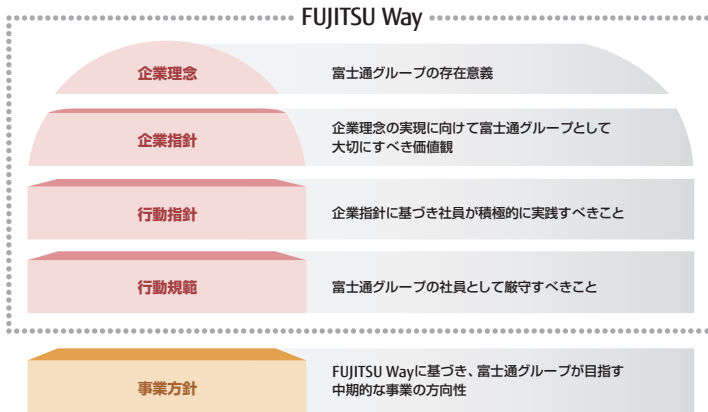 FUJITSU Way
企業理念
富士通グループの存在意義
企業指針
企業理念の実現に向けて富士通グループとして
大切にすべき価値観
行動指針
企業指針に基づき社員が積極的に実践すべきこと
行動規範
富士通グループの社員として厳守すべきこと
事業方針
FUJITSU Wayに基づき、富士通グループが目指す
中期的な事業の方向性